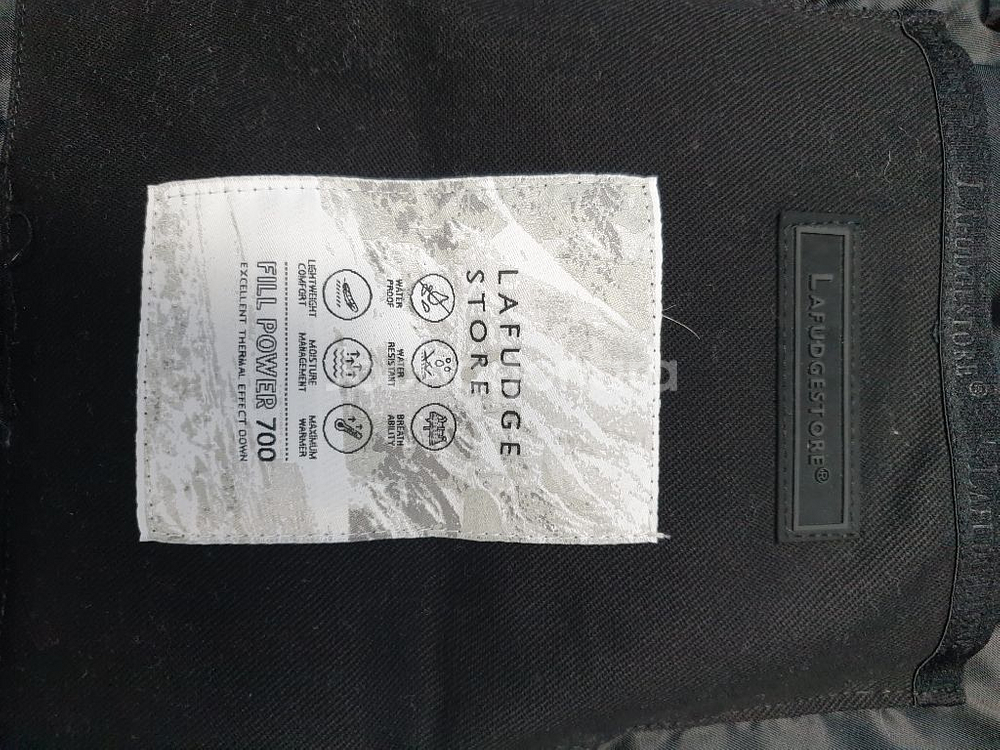 LAFUDGESTORE®
LAFUDGE
STORE
WATER
PROOF
WATER
RESISTANT
BREATH
ABILITY
LIGHTWEIGHT
COMFORT
MOISTURE
MANAGEMENT
MAXIMUM
WARMER
FILL POWER 700
EXCELLENT THERMAL EFFECT DOWN